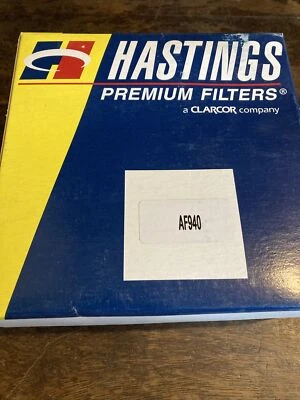 HASTINGS
PREMIUM FILTERS®
a CLARCOR company
AF940